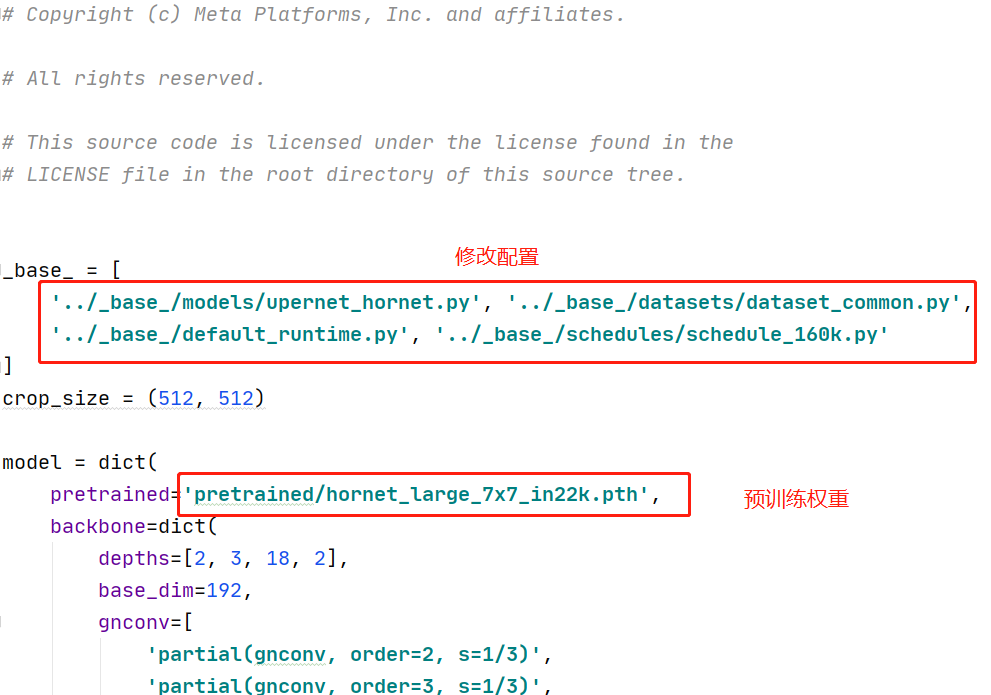 # Copyright (c) Meta Platforms, Inc. and affiliates.
# All rights reserved.
# This source code is licensed under the license found in the
# LICENSE file in the root directory of this source tree.
修改配置
_base_ = [
'../_base_/models/upernet_hornet.py', '../_base_/datasets/dataset_common.py',
'../_base_/default_runtime.py', '../_base_/schedules/schedule_160k.py'
]
crop_size = (512, 512)
model = dict(
pretrained='pretrained/hornet_large_7x7_in22k.pth',
预训练权重
backbone=dict(
depths=[2, 3, 18, 2],
base_dim=192,
gnconv=[
'partial(gnconv, order=2, s=1/3)',
'partial(gnconv, order=3, s=1/3)',